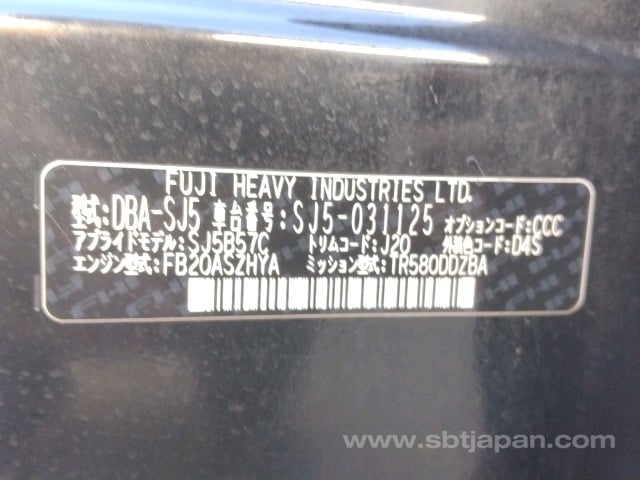 FUJI HEAVY INDUSTRIES LTD.
型式:DBA-SJ5 車台番号:SJ5-031125 オプションコード:CCC
アプライドモデル:SJ5B57C トリムコード:J20 外装色コード:D4S
エンジン型式:FB20ASZHYA ミッション型式:TR580DDZBA
www.sbtjapan.com